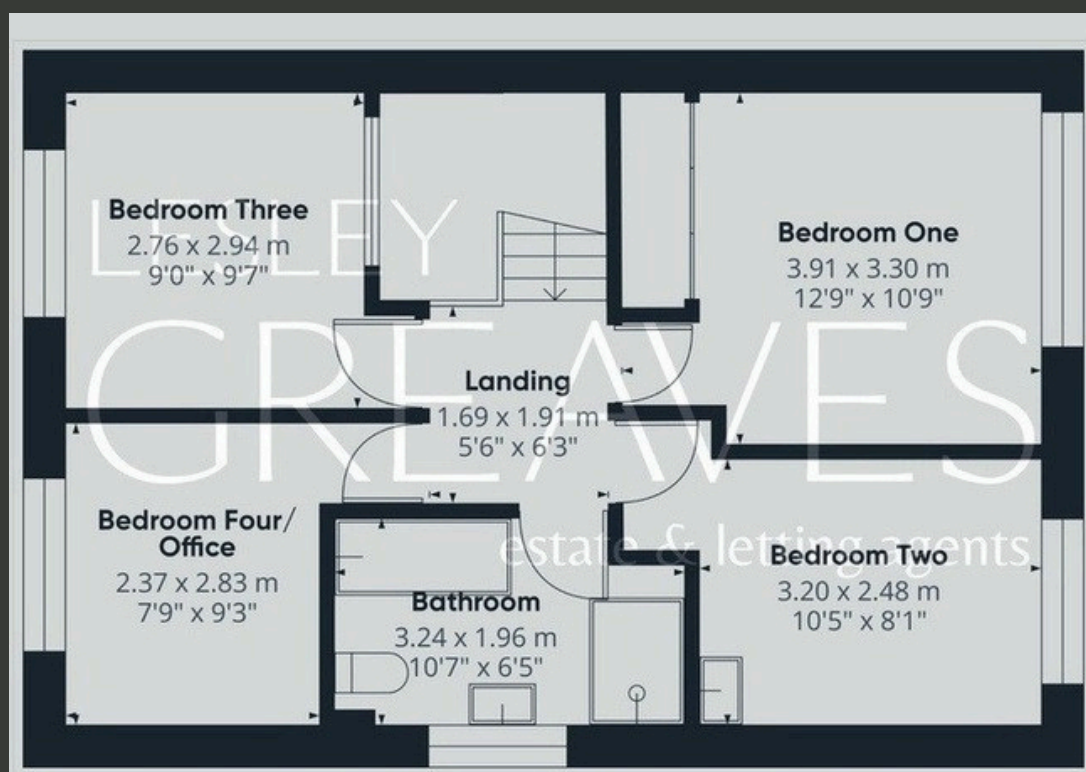 Bedroom Three
2.76 x 2.94 m
9'0" x 9'7"
Bedroom One
3.91 x 3.30 m
12'9" x 10'9"
Landing
1.69 x 1.91 m
5'6" x 6'3"
Bedroom Four/
Office
2.37 x 2.83 m
7'9" x 9'3"
Bathroom
3.24 x 1.96 m
10'7" x 6'5"
Bedroom Two
3.20 x 2.48 m
10'5" x 8'1"
LESLEY
GREAVES
estate & letting agents